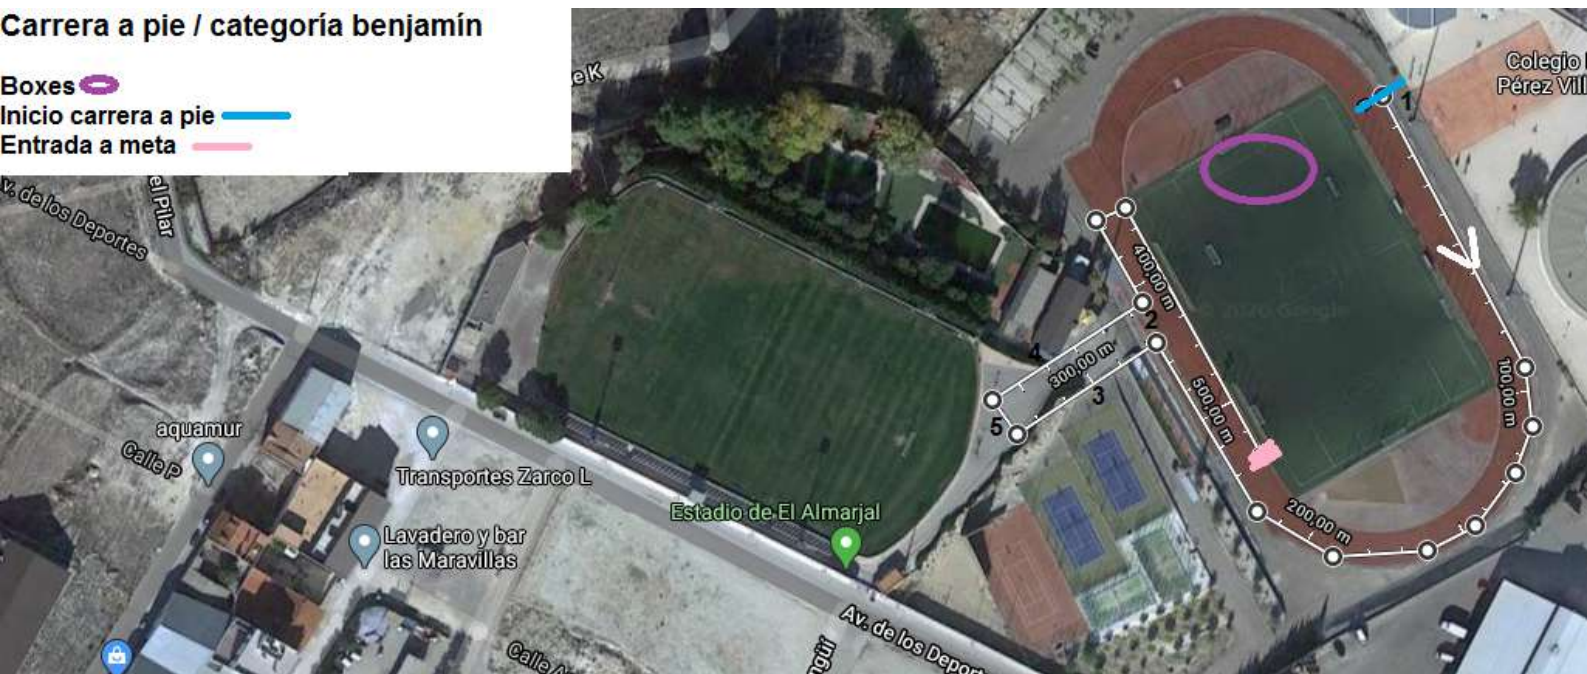 Carrera a pie / categoría benjamín
Boxes
Inicio carrera a pie
Entrada a meta
e K
Colegio
Pérez Vill
1
el Pilar
v. de los Deportes
400,00 m
2
4
300,00 m
3
5
500,00 m
100,00 m
200,00 m
aquamur
Calle P
Transportes Zarco L
Estadio de El Almarjal
Lavadero y bar
las Maravillas
Av. de los Deport
Calle A
ngüí